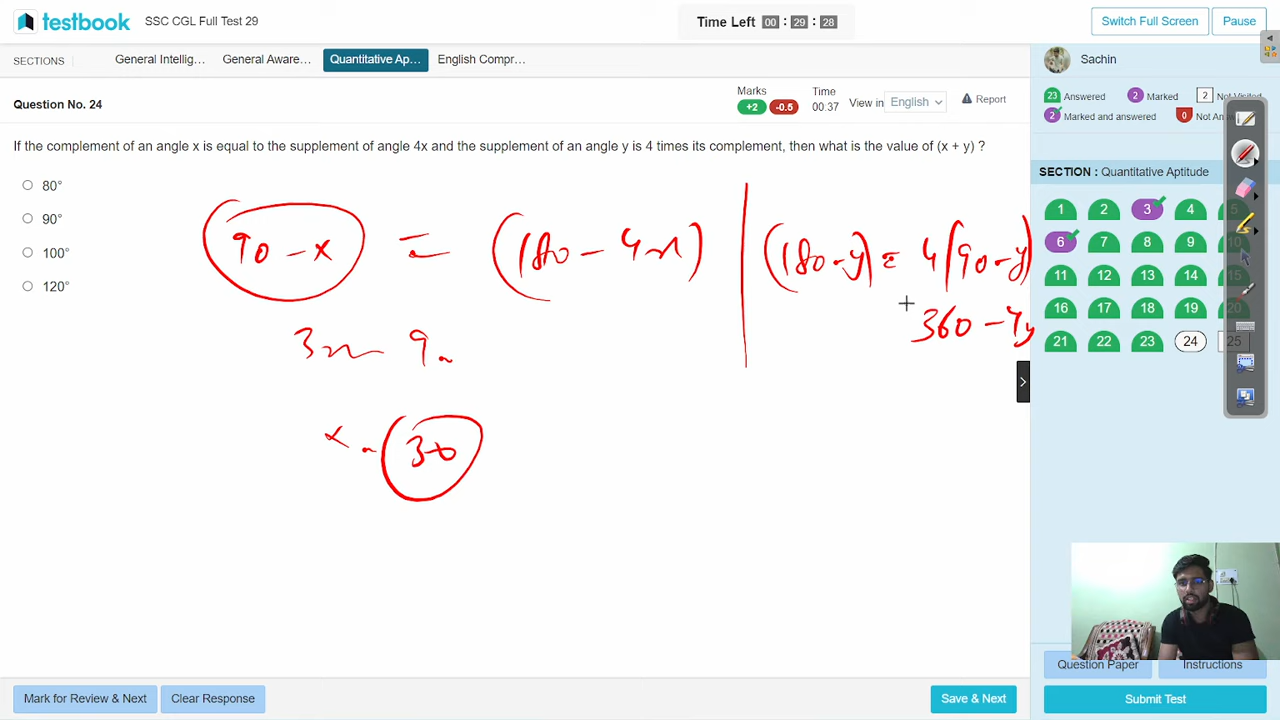 testbook
SSC CGL Full Test 29
Time Left 00 : 29 : 28
Switch Full Screen
Pause
SECTIONS
General Intellig...
General Aware...
Quantitative Ap...
English Compr...
Sachin
Question No. 24
Marks
+2 -0.5
Time
00:37
View in English
Report
23 Answered
2 Marked
2 Not Visited
2 Marked and answered
0 Not An
If the complement of an angle x is equal to the supplement of angle 4x and the supplement of an angle y is 4 times its complement, then what is the value of (x + y) ?
80°
90°
100°
120°
90 - x = (180 - 4x)
3x = 90
x = 30
(180 - y) = 4(90 - y)
360 - 4y
SECTION : Quantitative Aptitude
1 2 3 4 5
6 7 8 9 10
11 12 13 14 15
16 17 18 19 20
21 22 23 24 25
Mark for Review & Next
Clear Response
Save & Next
Question Paper
Instructions
Submit Test